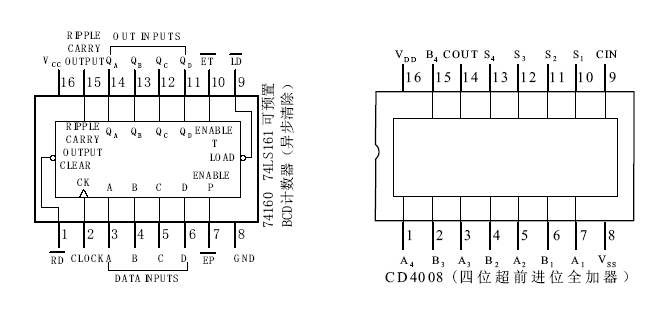 RIPPLE
CARRY OUT INPUTS
VCC OUTPUT QA QB QC QD ET LD
16 15 14 13 12 11 10 9
RIPPLE
CARRY QA QB QC QD ENABLE
OUTPUT T
CLEAR LOAD
CK ENABLE
A B C D P
1 2 3 4 5 6 7 8
RD CLOCK A B C D EP GND
DATA INPUTS
74160 74LS161 可预置
BCD计数器（异步清除）
VDD B4 COUT S4 S3 S2 S1 CIN
16 15 14 13 12 11 10 9
1 2 3 4 5 6 7 8
A4 B3 A3 B2 A2 B1 A1 VSS
CD4008（四位超前进位全加器）